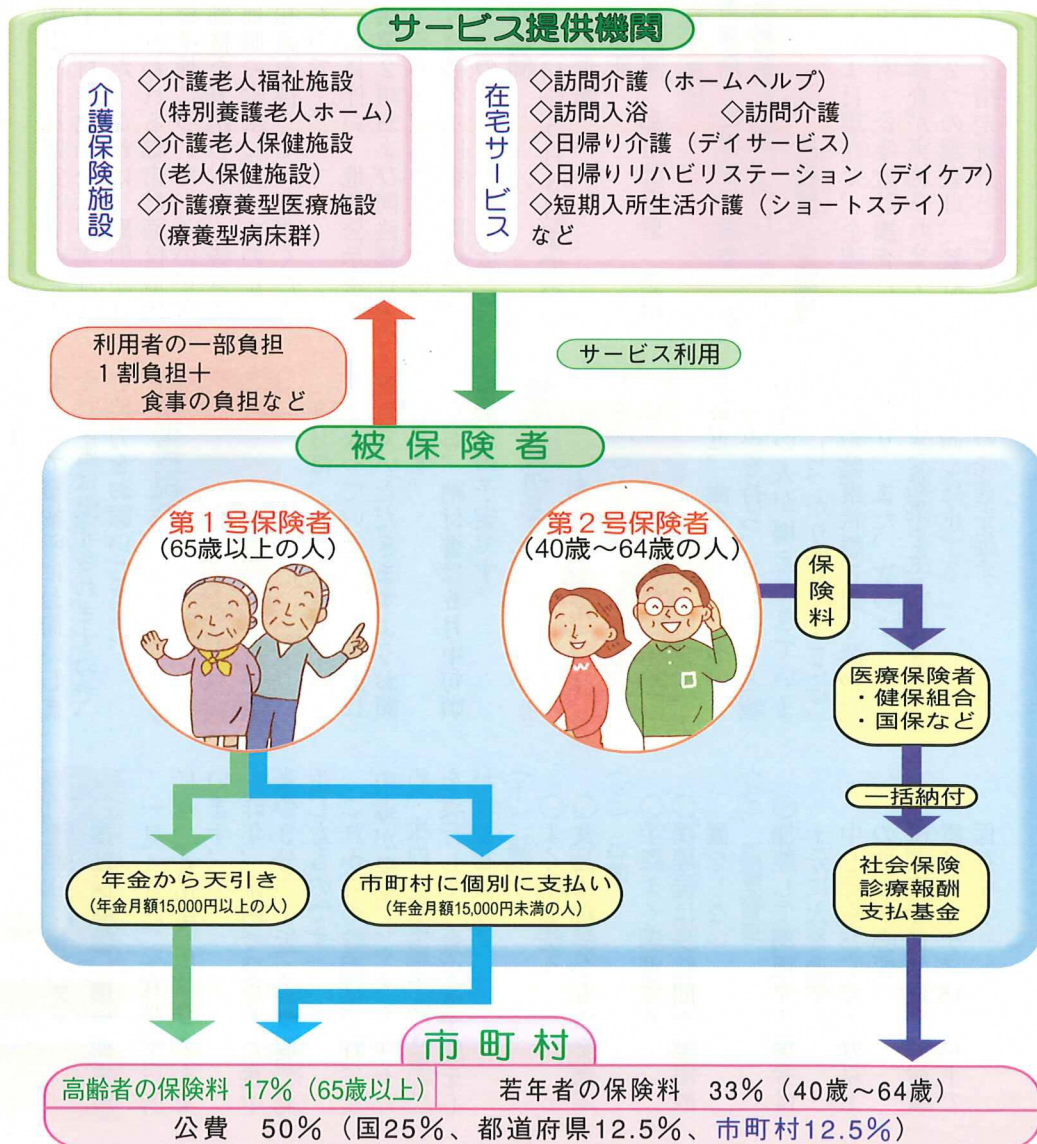 サービス提供機関
介護保険施設
◇介護老人福祉施設
(特別養護老人ホーム)
◇介護老人保健施設
(老人保健施設)
◇介護療養型医療施設
(療養型病床群)
在宅サービス
◇訪問介護（ホームヘルプ）
◇訪問入浴　　◇訪問介護
◇日帰り介護（デイサービス）
◇日帰りリハビリステーション（デイケア）
◇短期入所生活介護（ショートステイ）
など
利用者の一部負担
１割負担＋
食事の負担など
サービス利用
被保険者
第１号保険者
(65歳以上の人)
第２号保険者
(40歳～64歳の人)
保険料
医療保険者
・健保組合
・国保など
一括納付
社会保険
診療報酬
支払基金
年金から天引き
(年金月額15,000円以上の人)
市町村に個別に支払い
(年金月額15,000円未満の人)
市町村
高齢者の保険料 17％（65歳以上）
若年者の保険料　33％（40歳～64歳）
公費　50％（国25％、都道府県12.5％、市町村12.5％）